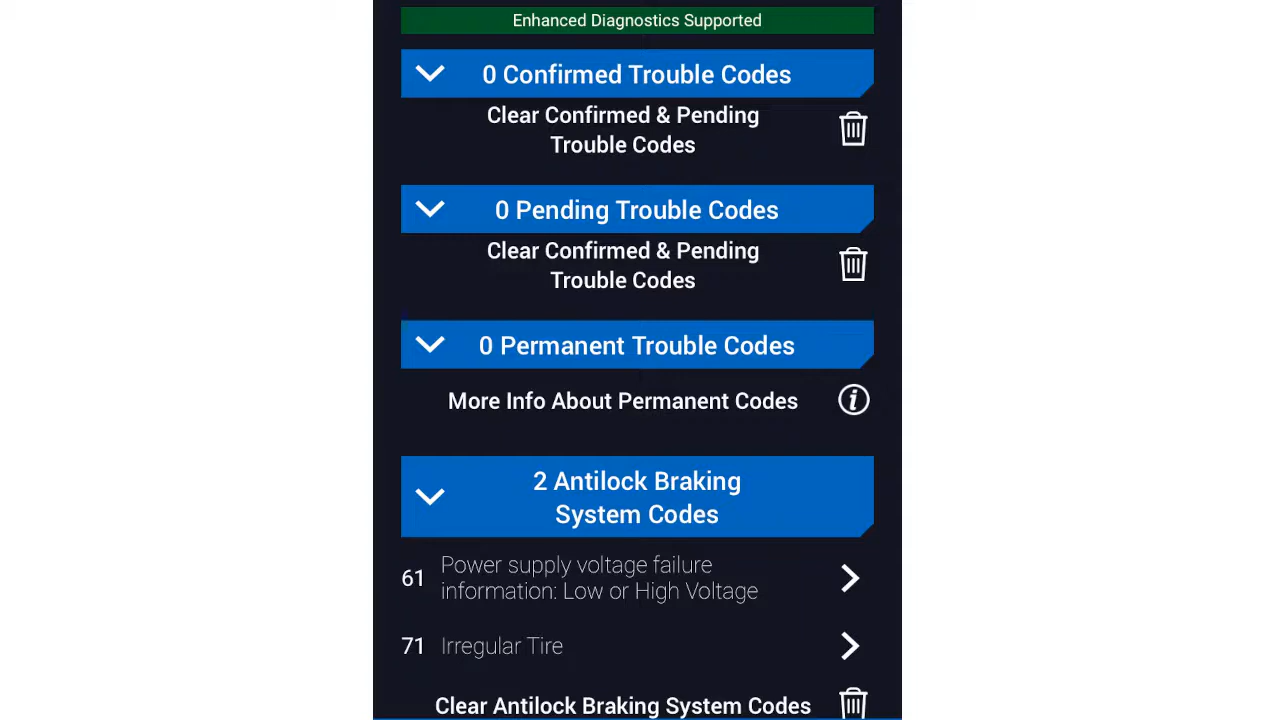 Enhanced Diagnostics Supported
0 Confirmed Trouble Codes
Clear Confirmed & Pending
Trouble Codes
0 Pending Trouble Codes
Clear Confirmed & Pending
Trouble Codes
0 Permanent Trouble Codes
More Info About Permanent Codes
2 Antilock Braking
System Codes
61 Power supply voltage failure
information: Low or High Voltage
71 Irregular Tire
Clear Antilock Braking System Codes